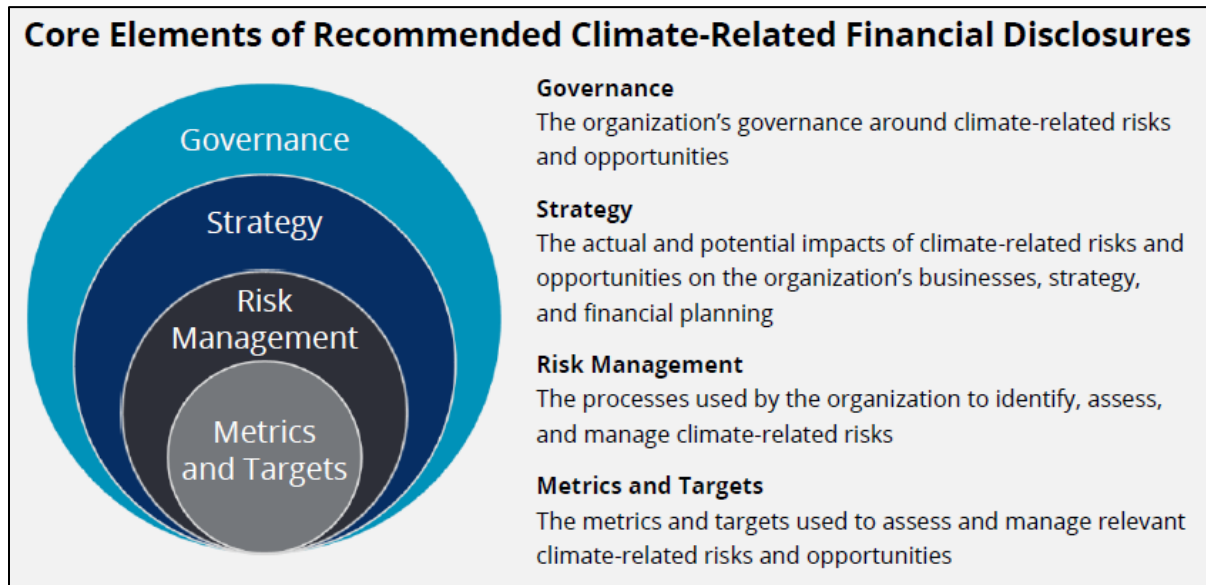 Core Elements of Recommended Climate-Related Financial Disclosures
Governance
Strategy
Risk
Management
Metrics
and Targets
Governance
The organization’s governance around climate-related risks
and opportunities
Strategy
The actual and potential impacts of climate-related risks and
opportunities on the organization’s businesses, strategy,
and financial planning
Risk Management
The processes used by the organization to identify, assess,
and manage climate-related risks
Metrics and Targets
The metrics and targets used to assess and manage relevant
climate-related risks and opportunities